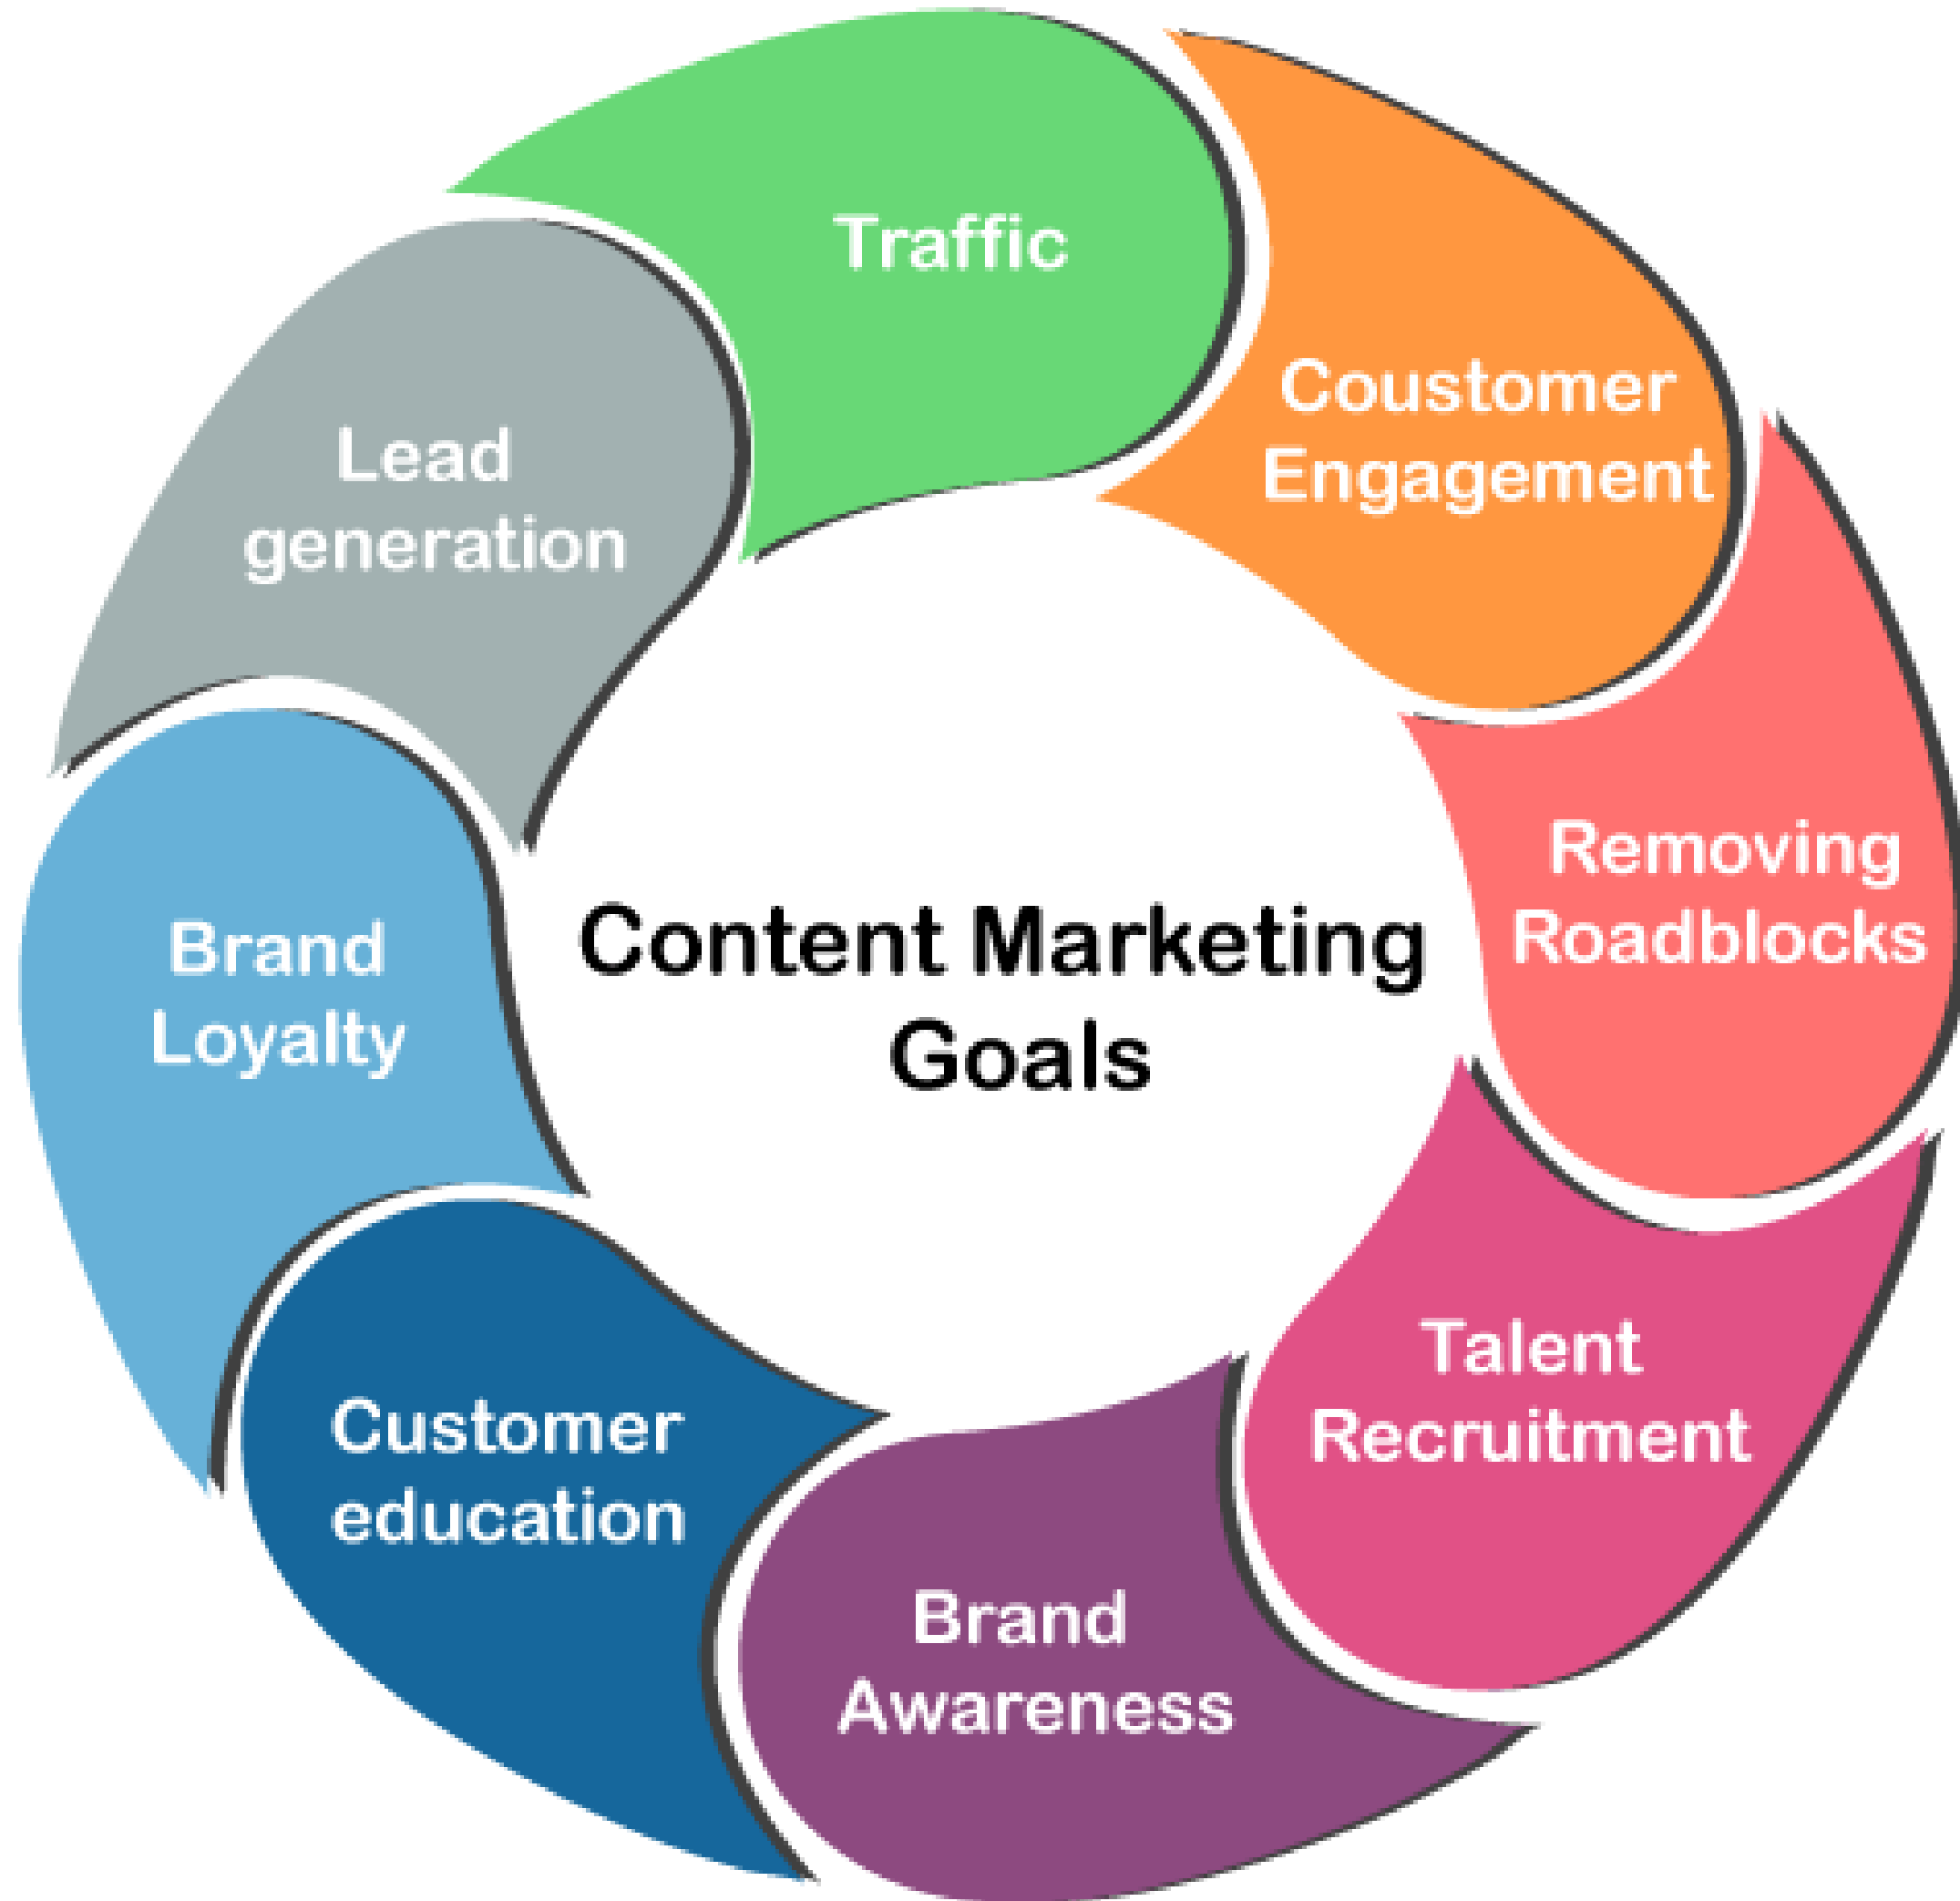 Traffic
Coustomer
Engagement
Removing
Roadblocks
Talent
Recruitment
Brand
Awareness
Customer
education
Brand
Loyalty
Lead
generation
Content Marketing
Goals